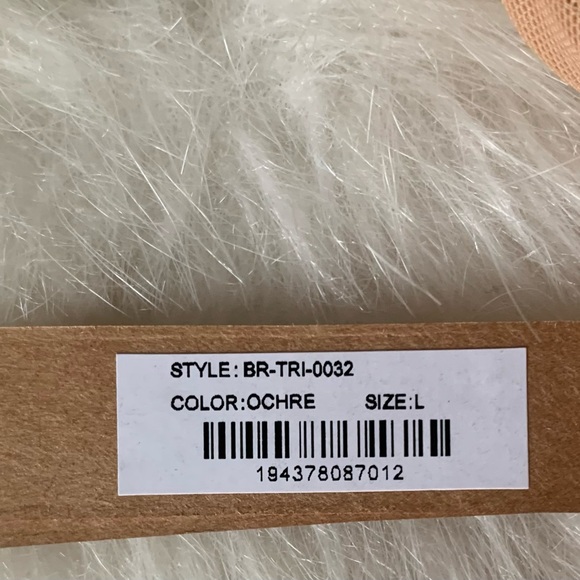 STYLE: BR-TRI-0032
COLOR:OCHRE SIZE:L
194378087012